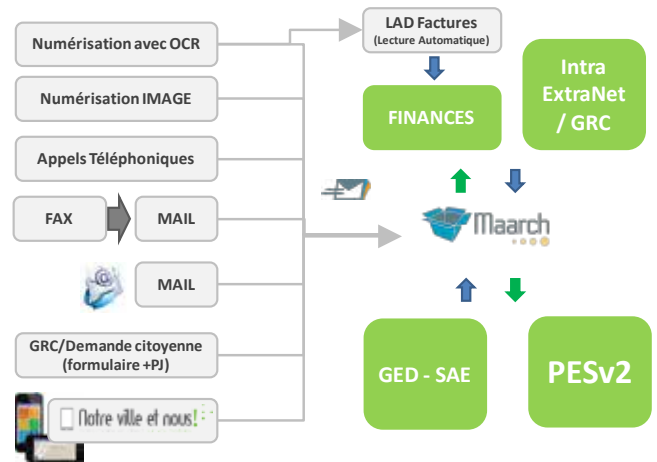 Numérisation avec OCR
Numérisation IMAGE
Appels Téléphoniques
FAX
MAIL
MAIL
GRC/Demande citoyenne
(formulaire +PJ)
Notre ville et nous!
LAD Factures
(Lecture Automatique)
FINANCES
Intra
ExtraNet
/ GRC
Maarch
GED - SAE
PESv2